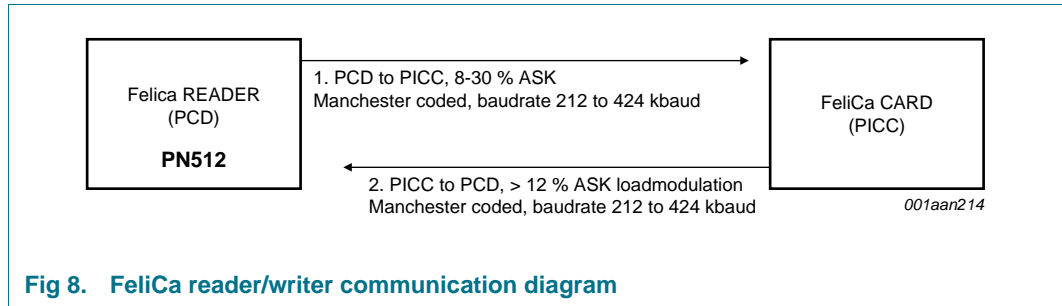 Felica READER
(PCD)
PN512
1. PCD to PICC, 8-30 % ASK
Manchester coded, baudrate 212 to 424 kbaud
2. PICC to PCD, > 12 % ASK loadmodulation
Manchester coded, baudrate 212 to 424 kbaud
FeliCa CARD
(PICC)
001aan214
Fig 8. FeliCa reader/writer communication diagram